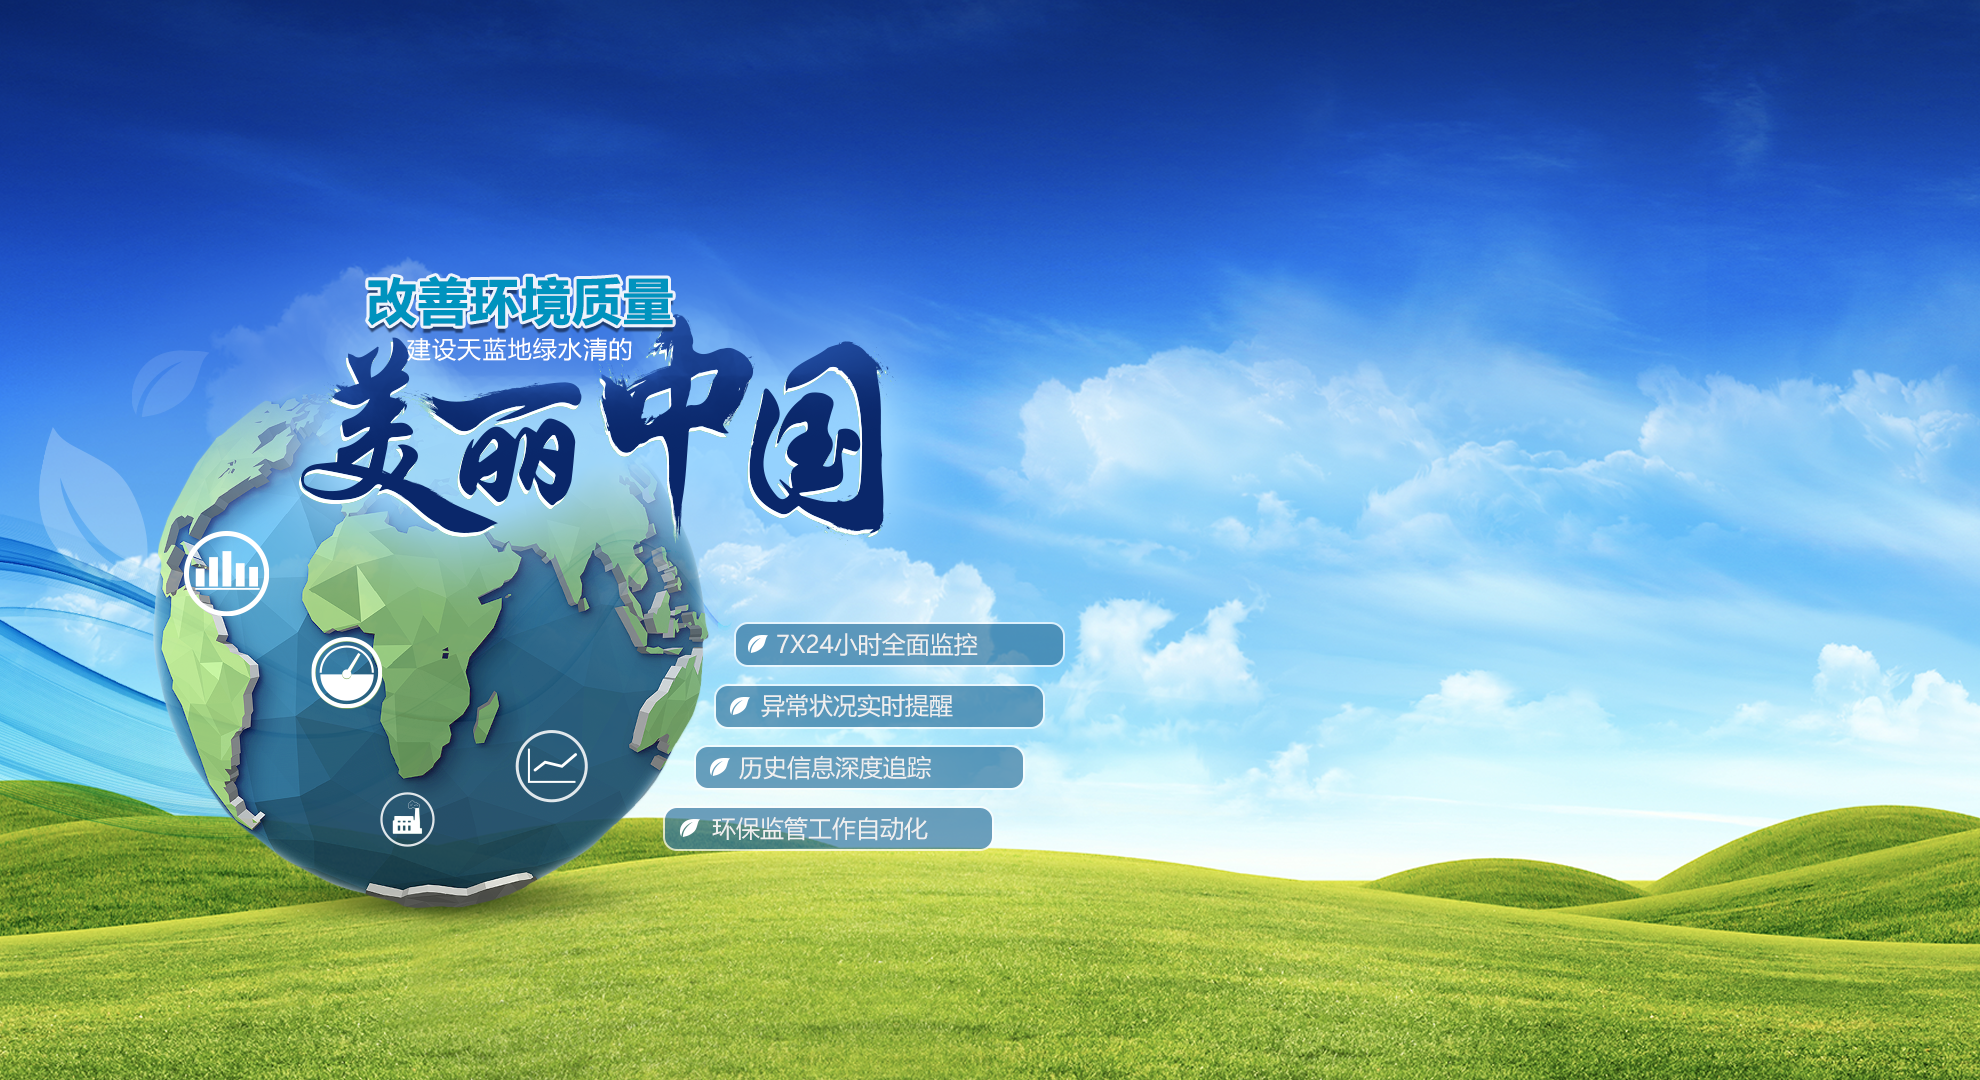 改善环境质量
建设天蓝地绿水清的
美丽中国
7X24小时全面监控
异常状况实时提醒
历史信息深度追踪
环保监管工作自动化